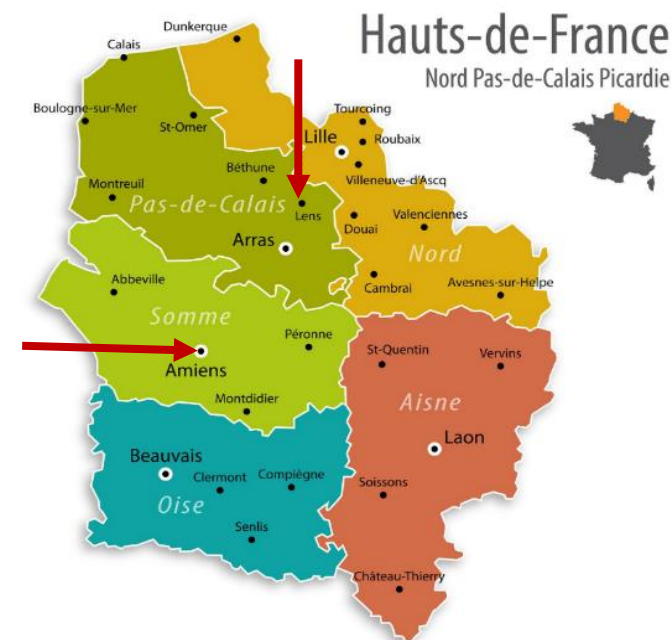 Hauts-de-France
Nord Pas-de-Calais Picardie
Dunkerque
Calais
Boulogne-sur-Mer
St-Omer
Tourcoing
Lille
Roubaix
Villeneuve-d'Ascq
Béthune
Montreuil
Pas-de-Calais
Lens
Douai
Valenciennes
Arras
Nord
Abbeville
Cambrai
Avesnes-sur-Helpe
Somme
Péronne
Amiens
St-Quentin
Vervins
Montdidier
Aisne
Laon
Beauvais
Clermont
Compiègne
Soissons
Oise
Senlis
Château-Thierry